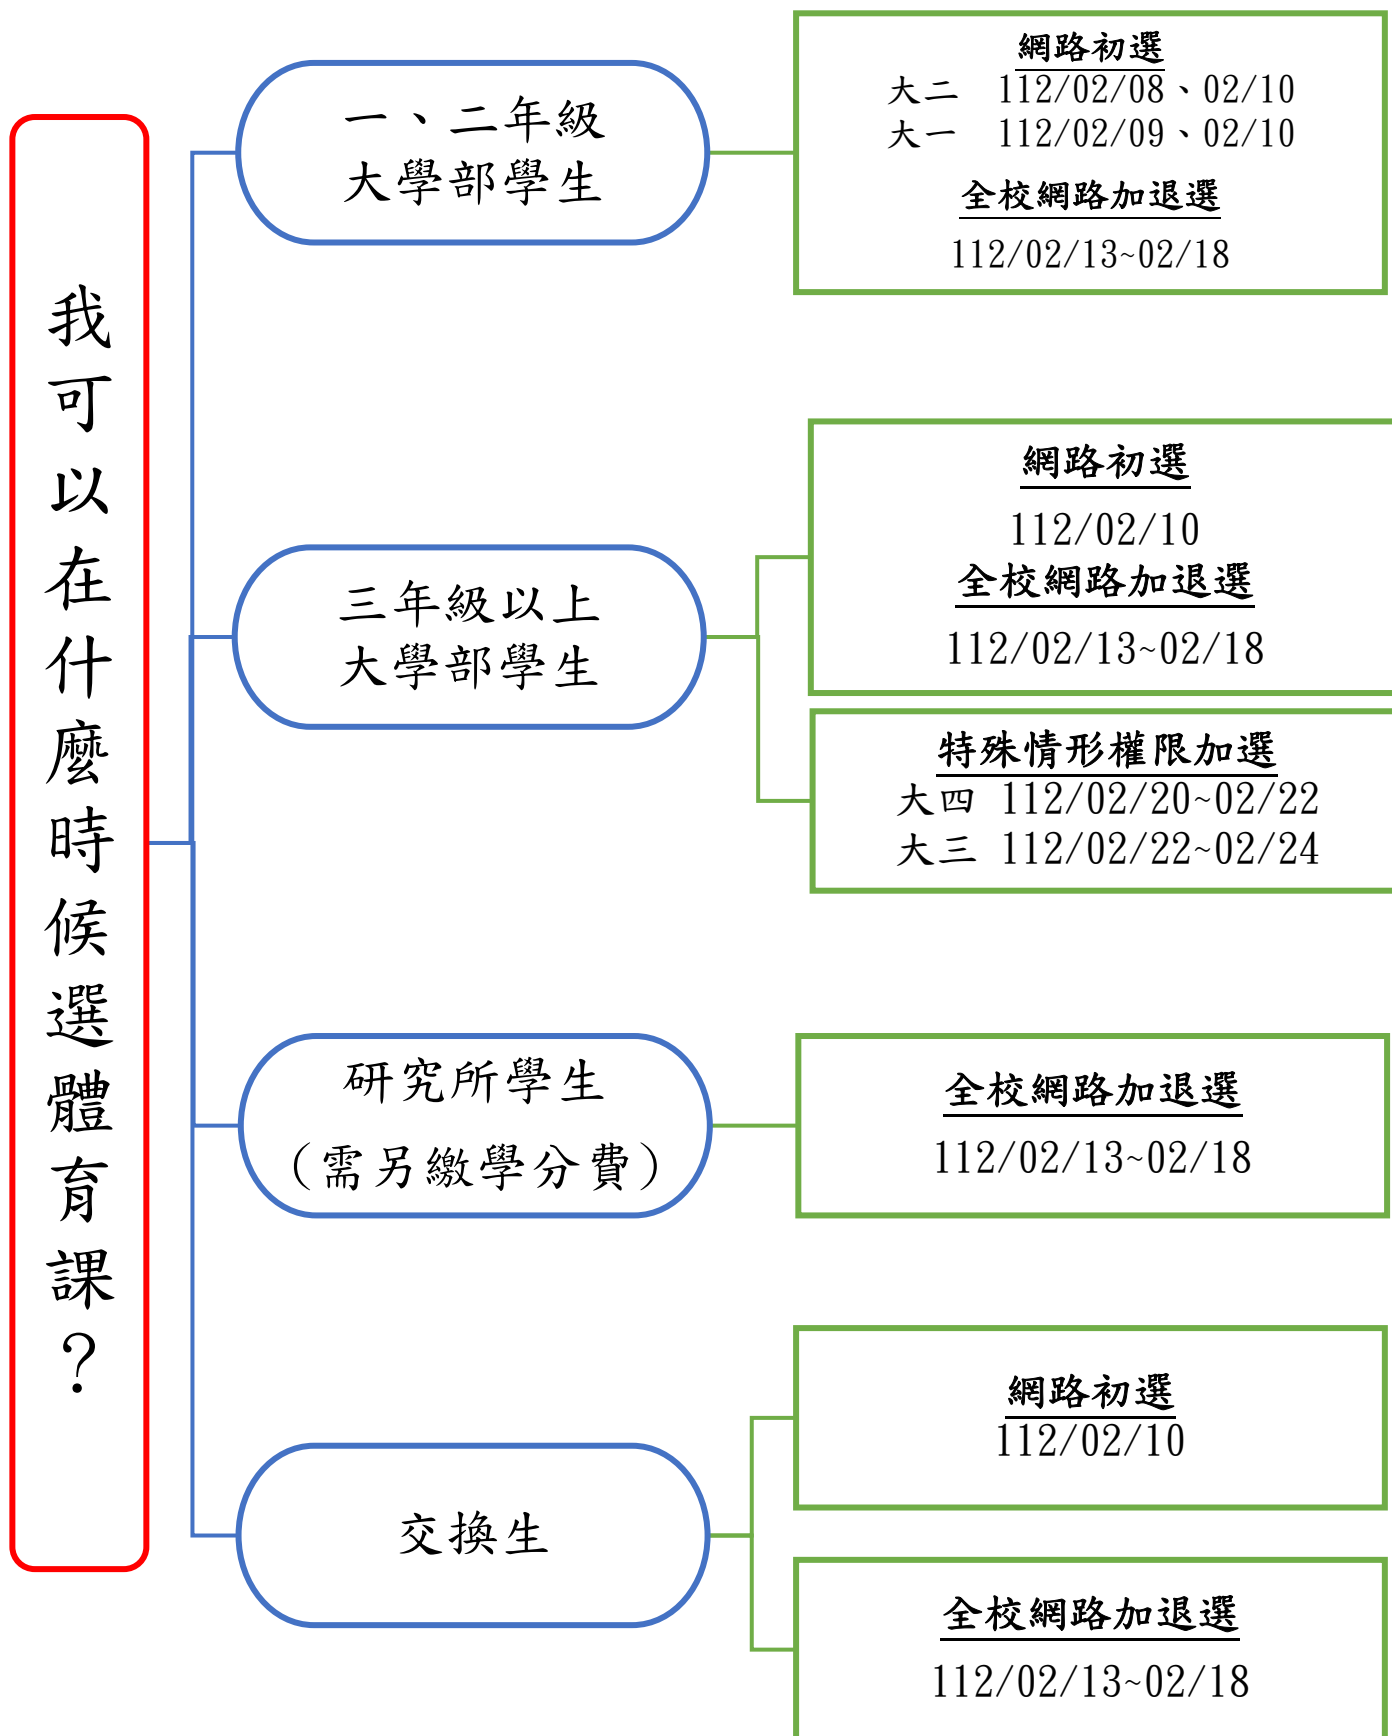 我可以在什麼時候選體育課？
一、二年級
大學部學生
網路初選
大二 112/02/08、02/10
大一 112/02/09、02/10
全校網路加退選
112/02/13~02/18
三年級以上
大學部學生
網路初選
112/02/10
全校網路加退選
112/02/13~02/18
特殊情形權限加選
大四 112/02/20~02/22
大三 112/02/22~02/24
研究所學生
（需另繳學分費）
全校網路加退選
112/02/13~02/18
交換生
網路初選
112/02/10
全校網路加退選
112/02/13~02/18